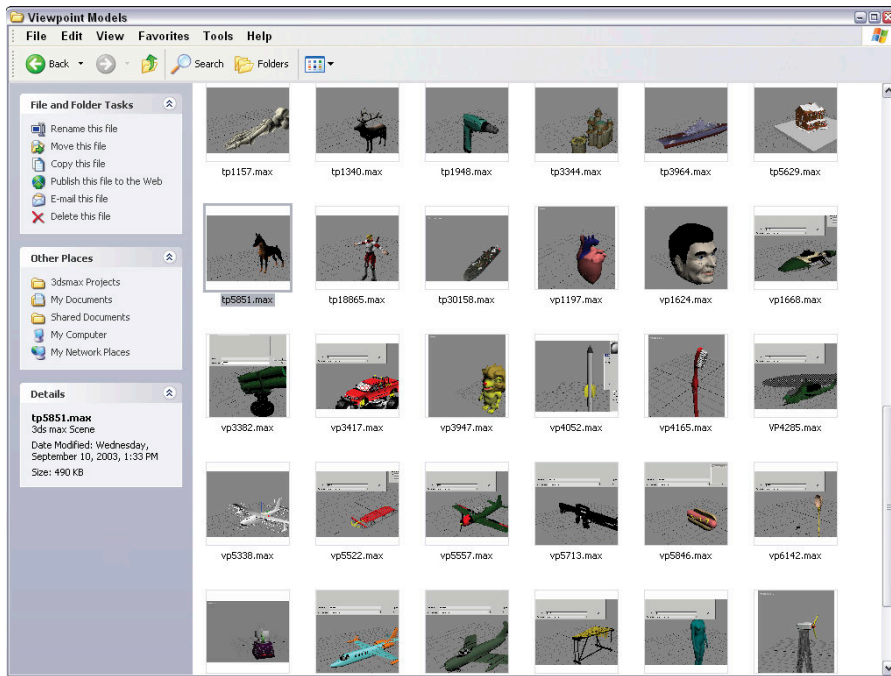 Viewpoint Models
File Edit View Favorites Tools Help
Back Search Folders
File and Folder Tasks
Rename this file
Move this file
Copy this file
Publish this file to the Web
E-mail this file
Delete this file
Other Places
3dsmax Projects
My Documents
Shared Documents
My Computer
My Network Places
Details
tp5851.max
3ds max Scene
Date Modified: Wednesday,
September 10, 2003, 1:33 PM
Size: 490 KB
tp1157.max tp1340.max tp1948.max tp3344.max tp3964.max tp5629.max
tp5851.max tp18865.max tp30158.max vp1197.max vp1624.max vp1668.max
vp3382.max vp3417.max vp3947.max vp4052.max vp4165.max VP4285.max
vp5338.max vp5522.max vp5557.max vp5713.max vp5846.max vp6142.max